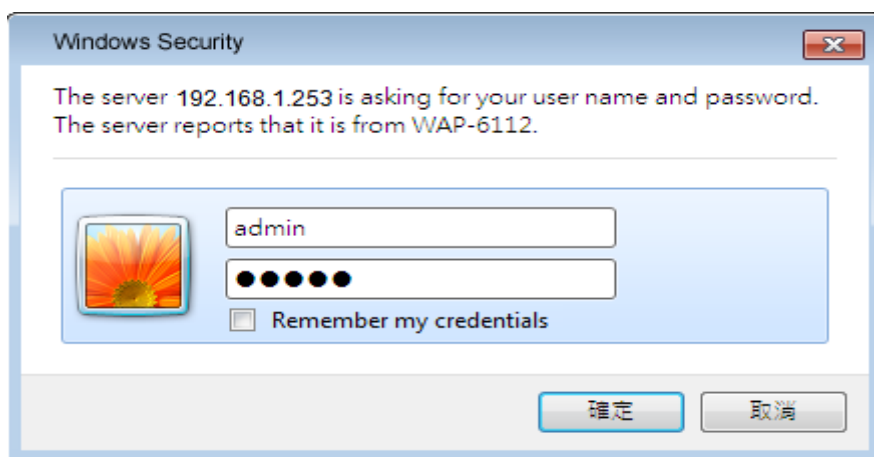 Windows Security
The server 192.168.1.253 is asking for your user name and password.
The server reports that it is from WAP-6112.
admin
●●●●●
Remember my credentials
確定
取消